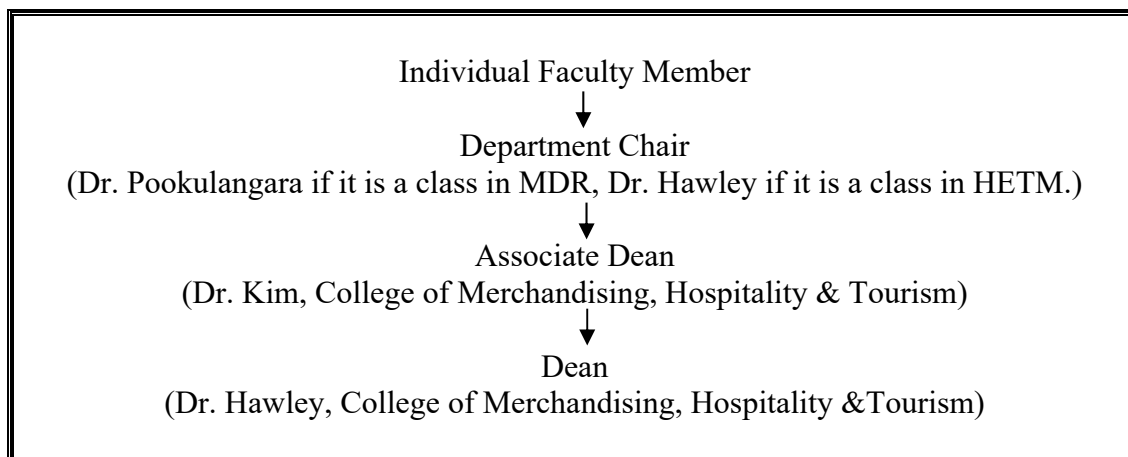 Individual Faculty Member
Department Chair
(Dr. Pookulangara if it is a class in MDR, Dr. Hawley if it is a class in HETM.)
Associate Dean
(Dr. Kim, College of Merchandising, Hospitality & Tourism)
Dean
(Dr. Hawley, College of Merchandising, Hospitality &Tourism)